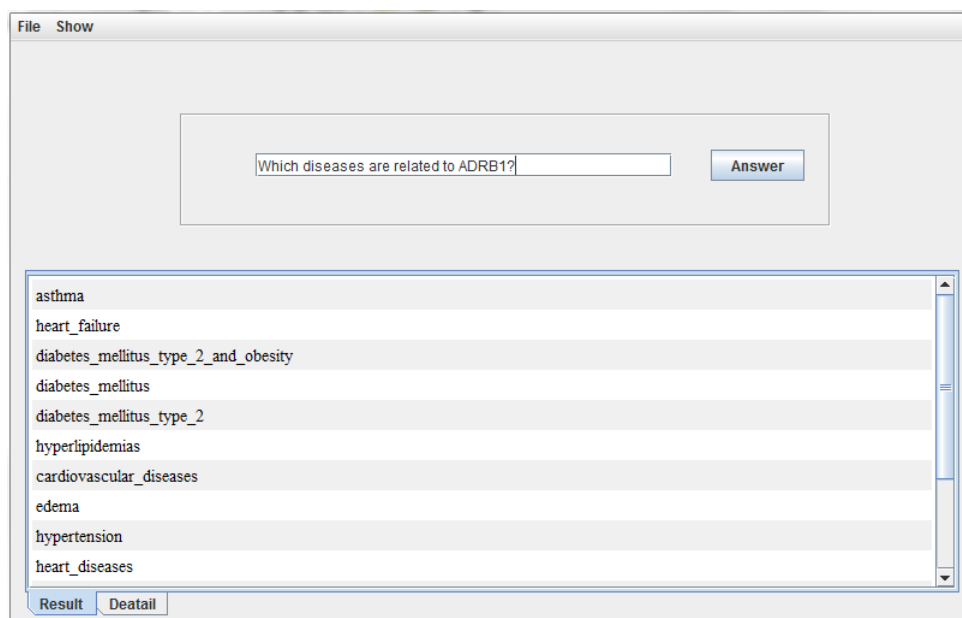 File Show
Which diseases are related to ADRB1?
Answer
asthma
heart_failure
diabetes_mellitus_type_2_and_obesity
diabetes_mellitus
diabetes_mellitus_type_2
hyperlipidemias
cardiovascular_diseases
edema
hypertension
heart_diseases
Result Deatail